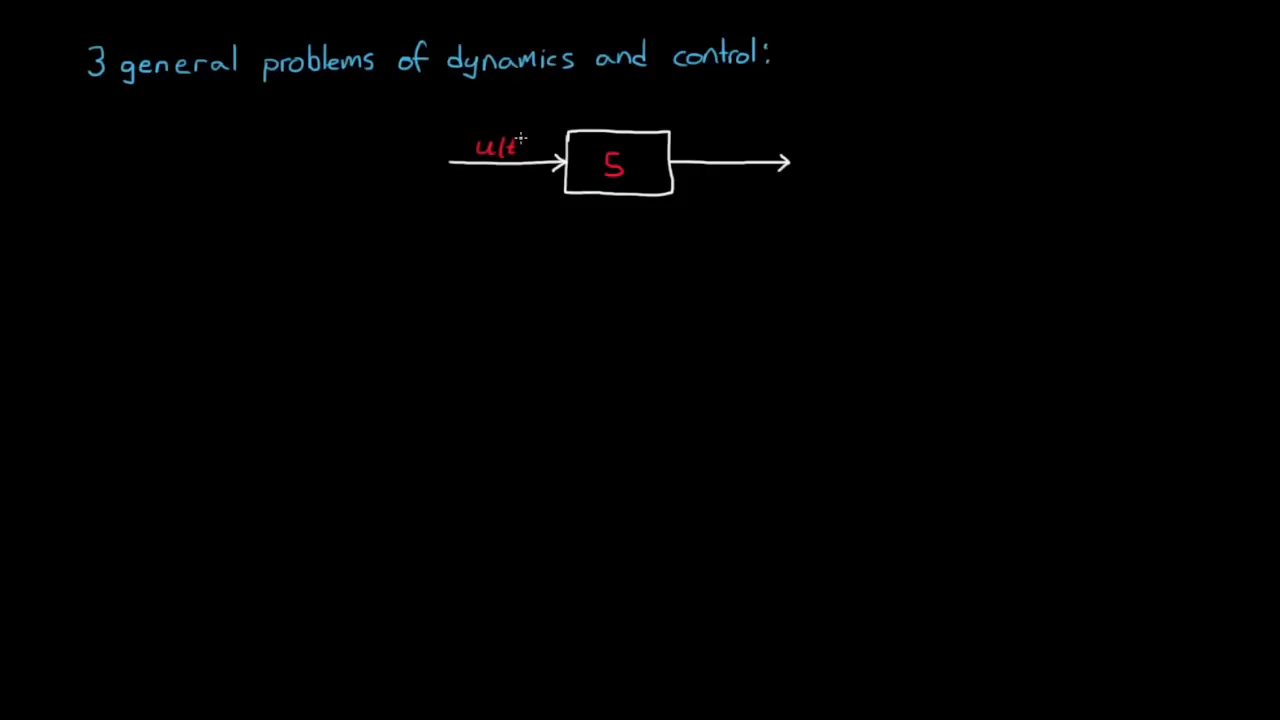 3 general problems of dynamics and control:
u(t
S